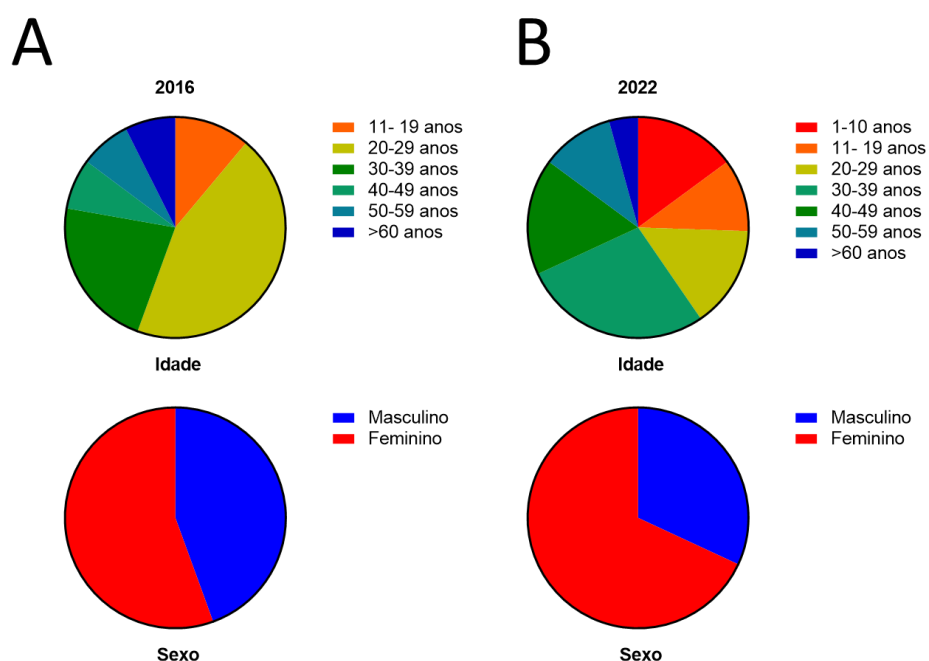 A
2016
11- 19 anos
20-29 anos
30-39 anos
40-49 anos
50-59 anos
>60 anos
Idade
Masculino
Feminino
Sexo
B
2022
1-10 anos
11- 19 anos
20-29 anos
30-39 anos
40-49 anos
50-59 anos
>60 anos
Idade
Masculino
Feminino
Sexo